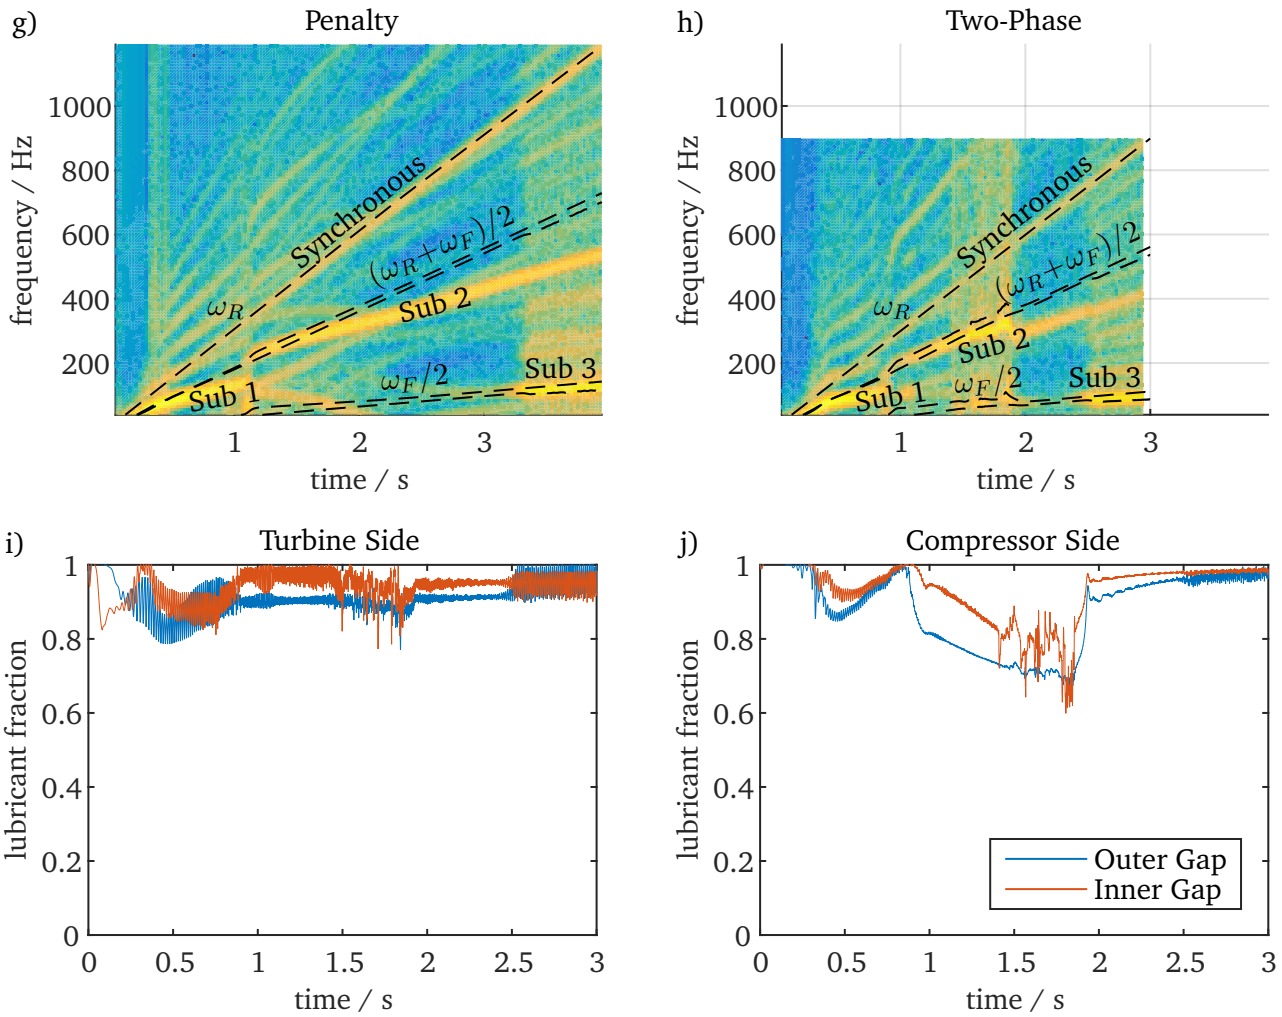 g)
Penalty
1000
800
600
400
200
frequency / Hz
Synchronous
(ωR+ωF)/2
ωR
Sub 2
Sub 1
ωF/2
Sub 3
1 2 3
time / s
h)
Two-Phase
1000
800
600
400
200
frequency / Hz
Synchronous
(ωR+ωF)/2
ωR
Sub 2
Sub 1
ωF/2
Sub 3
1 2 3
time / s
i)
Turbine Side
1
0.8
0.6
0.4
0.2
0
lubricant fraction
0 0.5 1 1.5 2 2.5 3
time / s
j)
Compressor Side
1
0.8
0.6
0.4
0.2
0
lubricant fraction
Outer Gap
Inner Gap
0 0.5 1 1.5 2 2.5 3
time / s